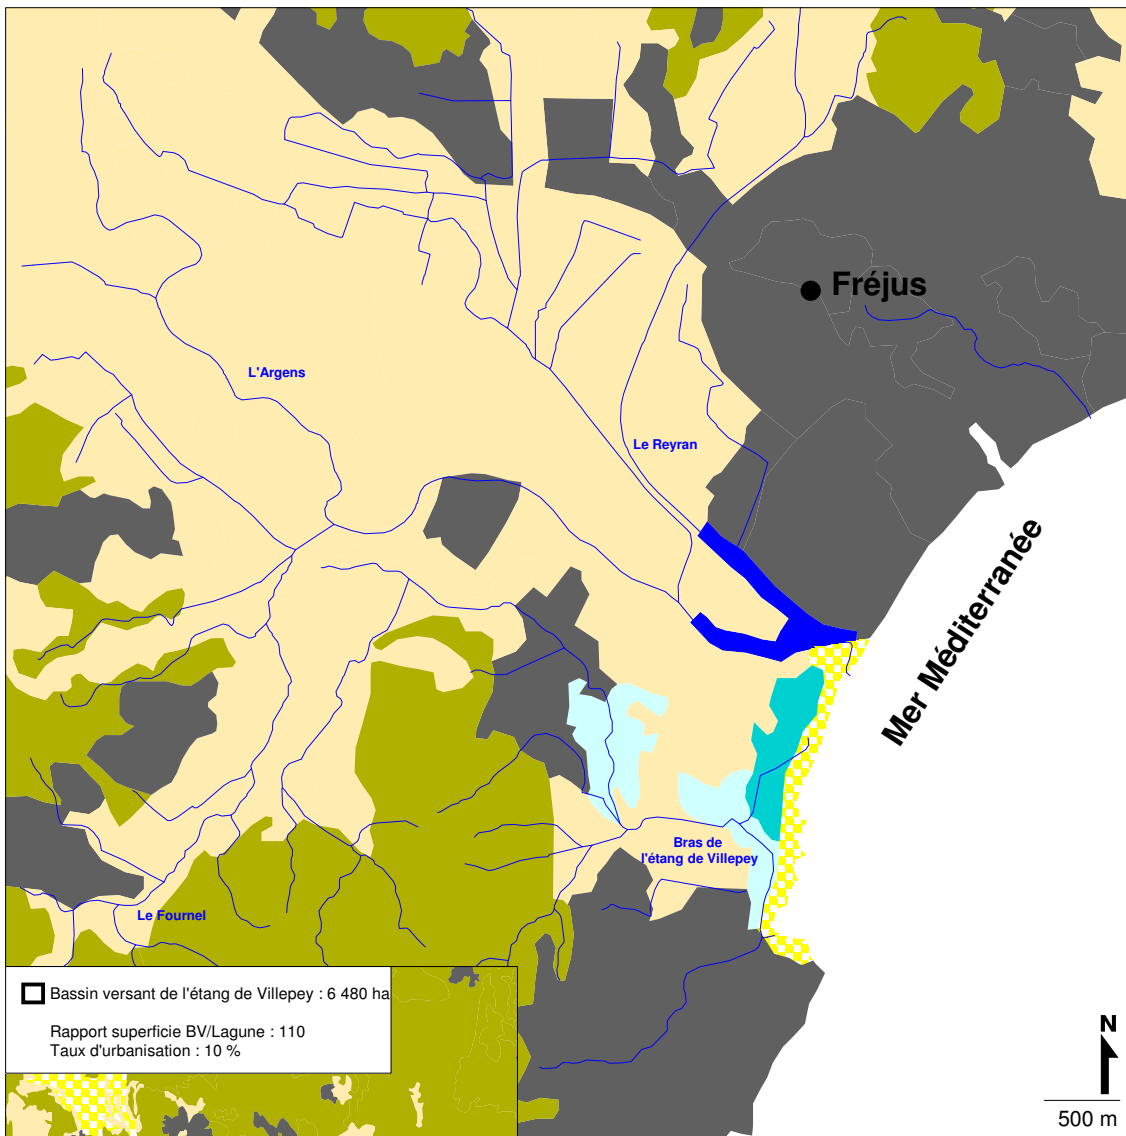 Fréjus
L'Argens
Le Reyran
Mer Méditerranée
Bras de
l'étang de Villepey
Le Fournel
Bassin versant de l'étang de Villepey : 6 480 ha
Rapport superficie BV/Lagune : 110
Taux d'urbanisation : 10 %
N
500 m